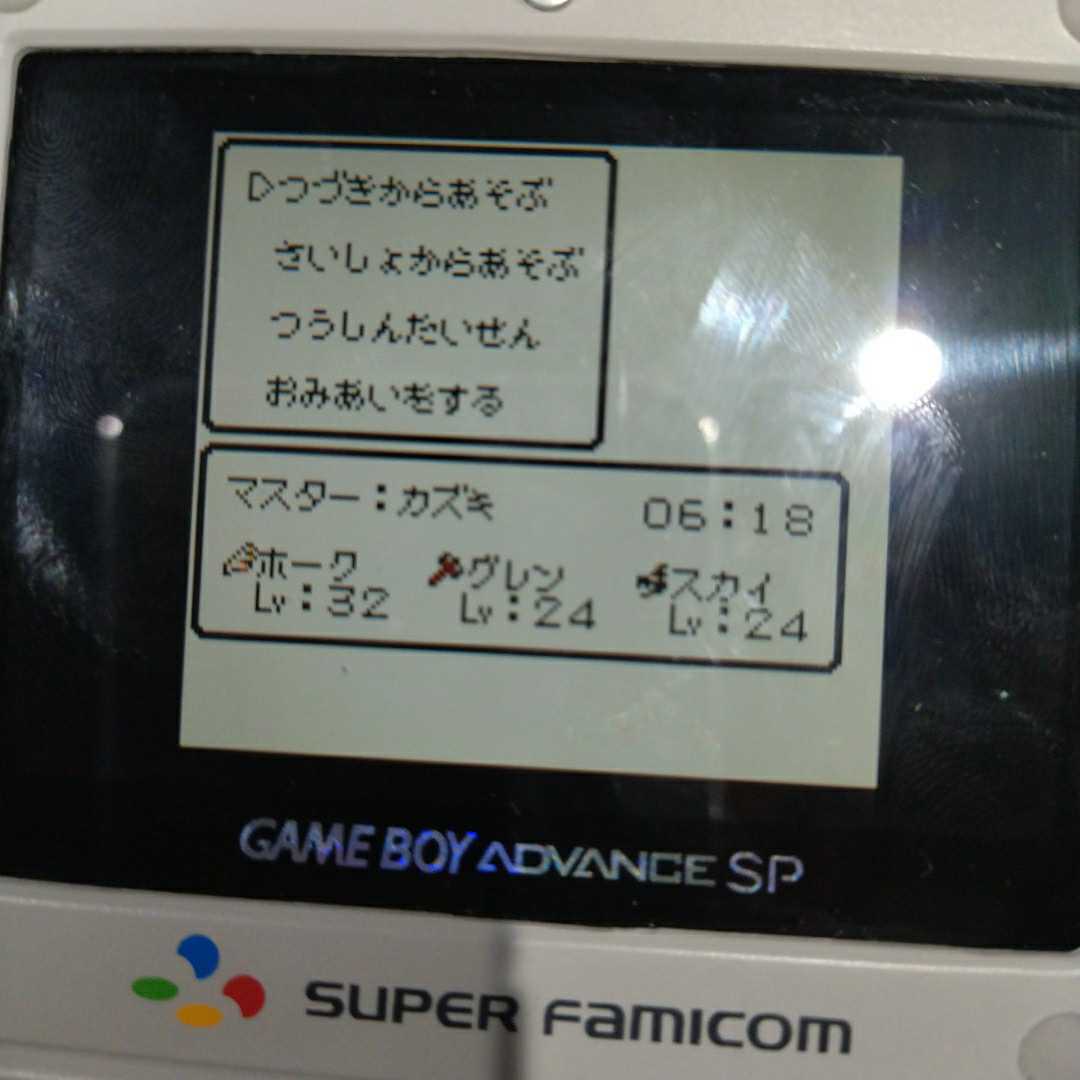 ▷つづきからあそぶ
さいしょからあそぶ
つうしんたいせん
おみあいをする
マスター：カズキ 06:18
ホーク グレン スカイ
Lv:32 Lv:24 Lv:24
GAME BOY ADVANCE SP
SUPER FAMICOM